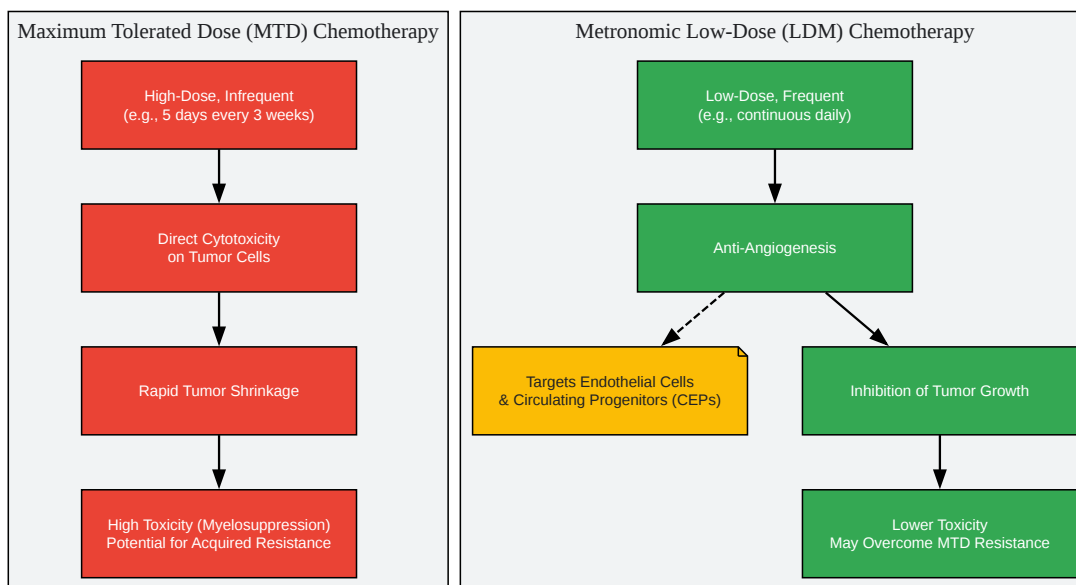 Maximum Tolerated Dose (MTD) Chemotherapy
High-Dose, Infrequent
(e.g., 5 days every 3 weeks)
Direct Cytotoxicity
on Tumor Cells
Rapid Tumor Shrinkage
High Toxicity (Myelosuppression)
Potential for Acquired Resistance
Metronomic Low-Dose (LDM) Chemotherapy
Low-Dose, Frequent
(e.g., continuous daily)
Anti-Angiogenesis
Targets Endothelial Cells
& Circulating Progenitors (CEPs)
Inhibition of Tumor Growth
Lower Toxicity
May Overcome MTD Resistance